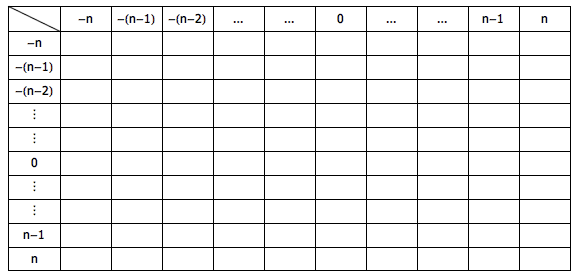 −n −(n−1) −(n−2) ... ... 0 ... ... n−1 n
−n
−(n−1)
−(n−2)
⋮
⋮
0
⋮
⋮
n−1
n